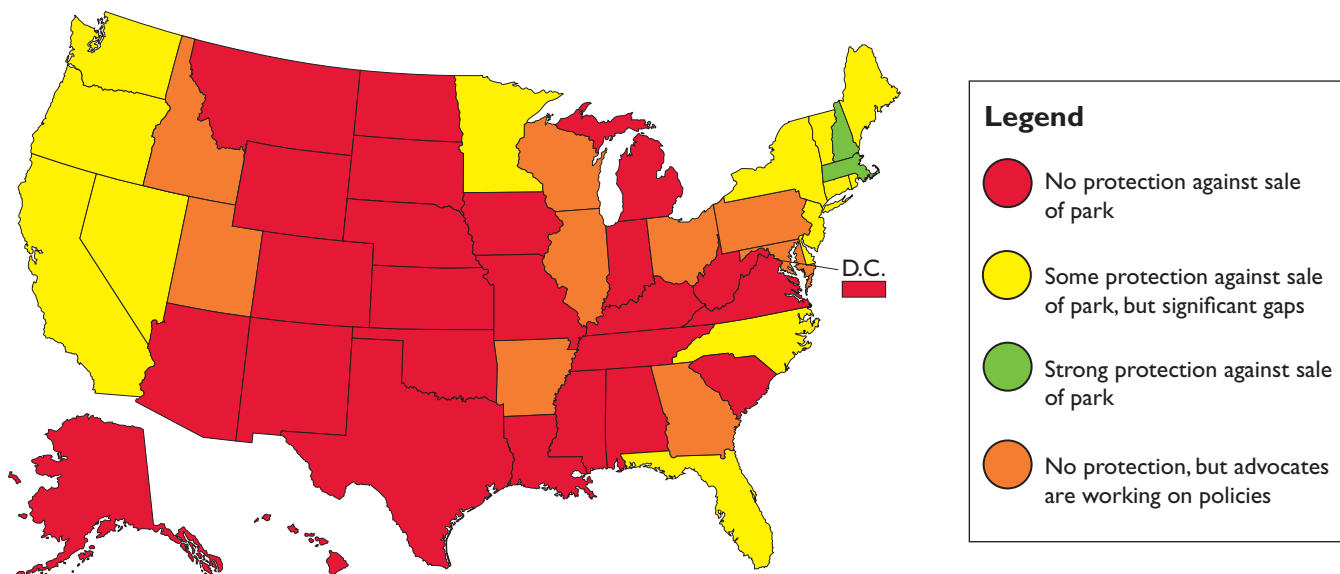 D.C.
Legend
No protection against sale
of park
Some protection against sale
of park, but significant gaps
Strong protection against sale
of park
No protection, but advocates
are working on policies